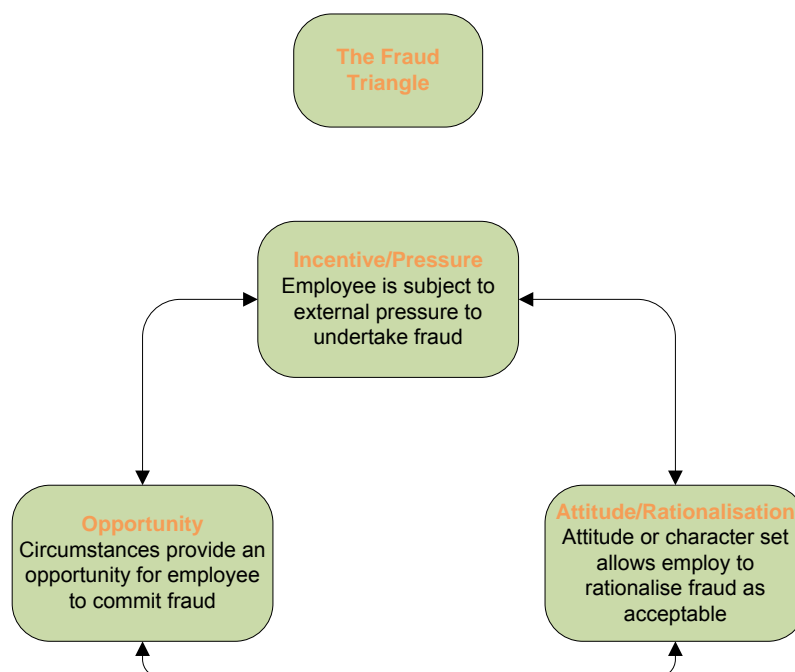 The Fraud
Triangle
Incentive/Pressure
Employee is subject to
external pressure to
undertake fraud
Opportunity
Circumstances provide an
opportunity for employee
to commit fraud
Attitude/Rationalisation
Attitude or character set
allows employ to
rationalise fraud as
acceptable